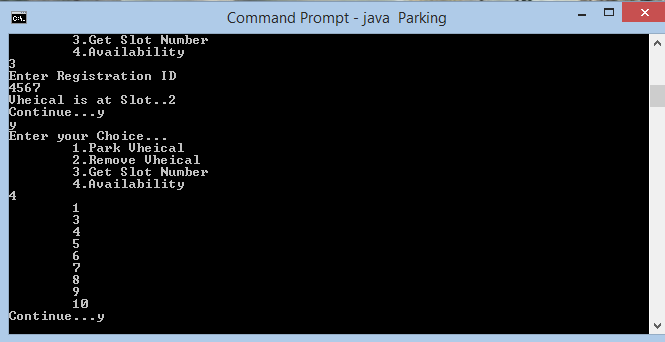 Command Prompt - java Parking
3.Get Slot Number
4.Availability
3
Enter Registration ID
4567
Vheical is at Slot..2
Continue...y
y
Enter your Choice...
1.Park Vheical
2.Remove Vheical
3.Get Slot Number
4.Availability
4
1
3
4
5
6
7
8
9
10
Continue...y